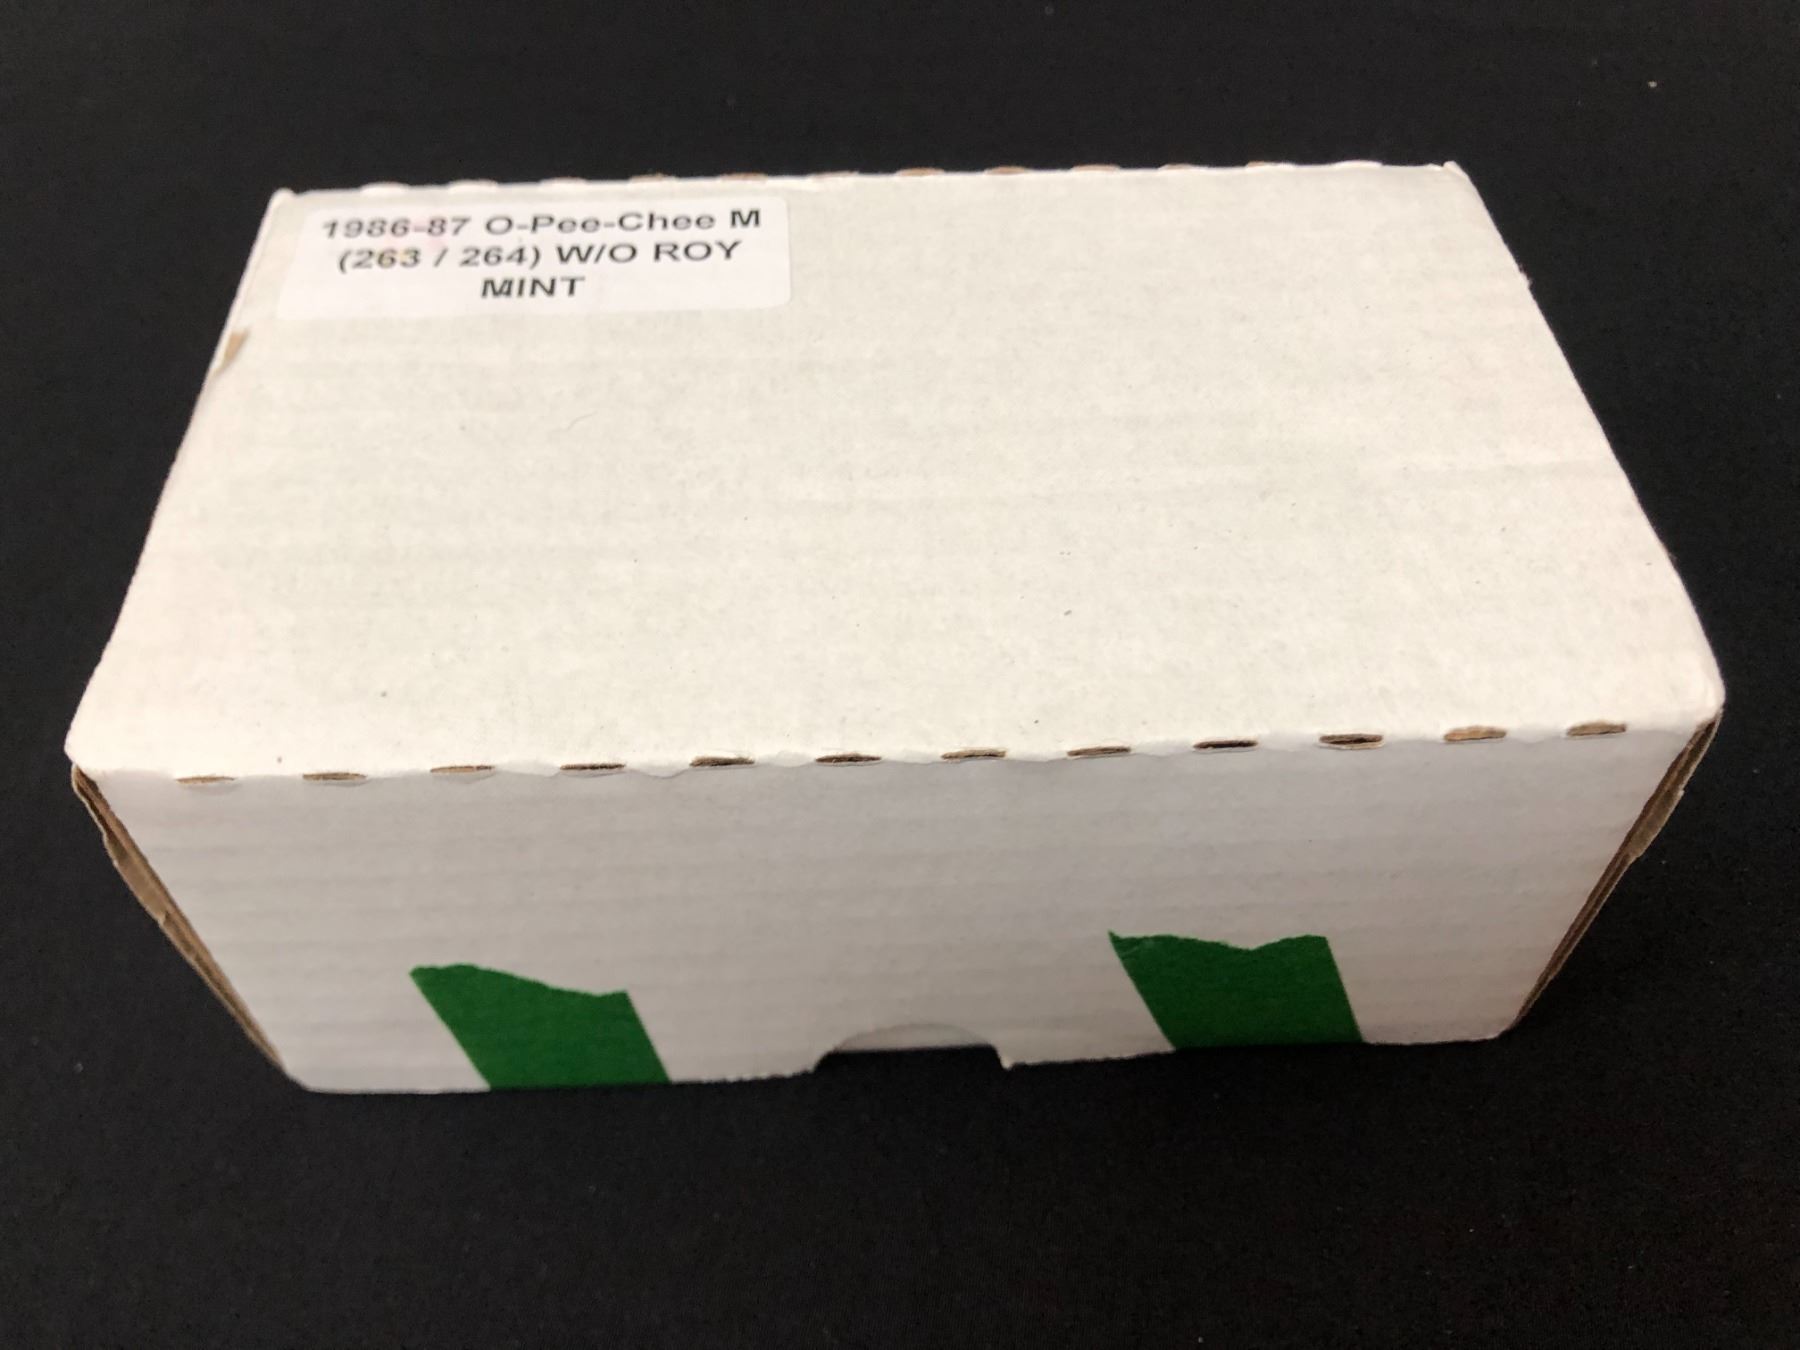 1986-87 O-Pee-Chee M
(263 / 264) W/O ROY
MINT